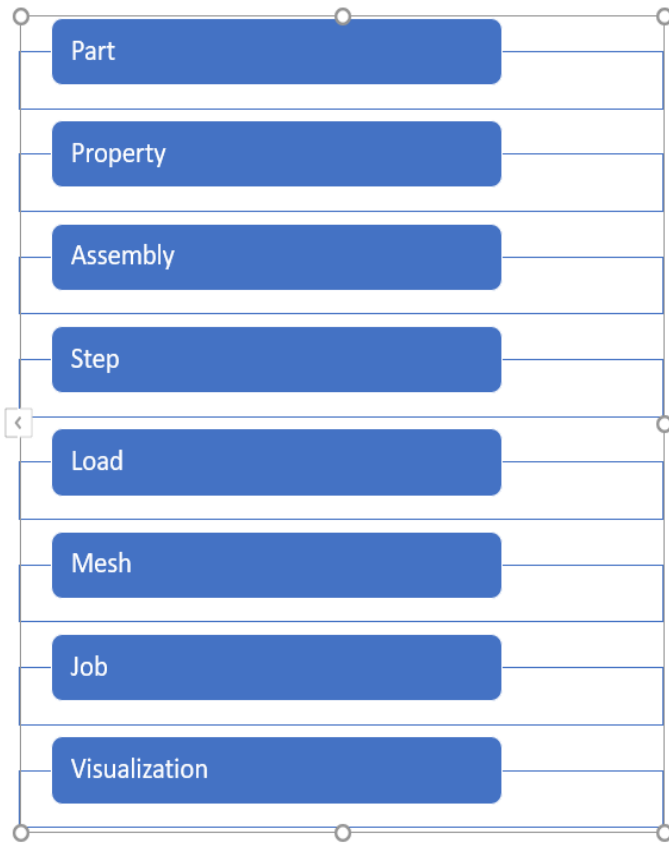 Part
Property
Assembly
Step
Load
Mesh
Job
Visualization